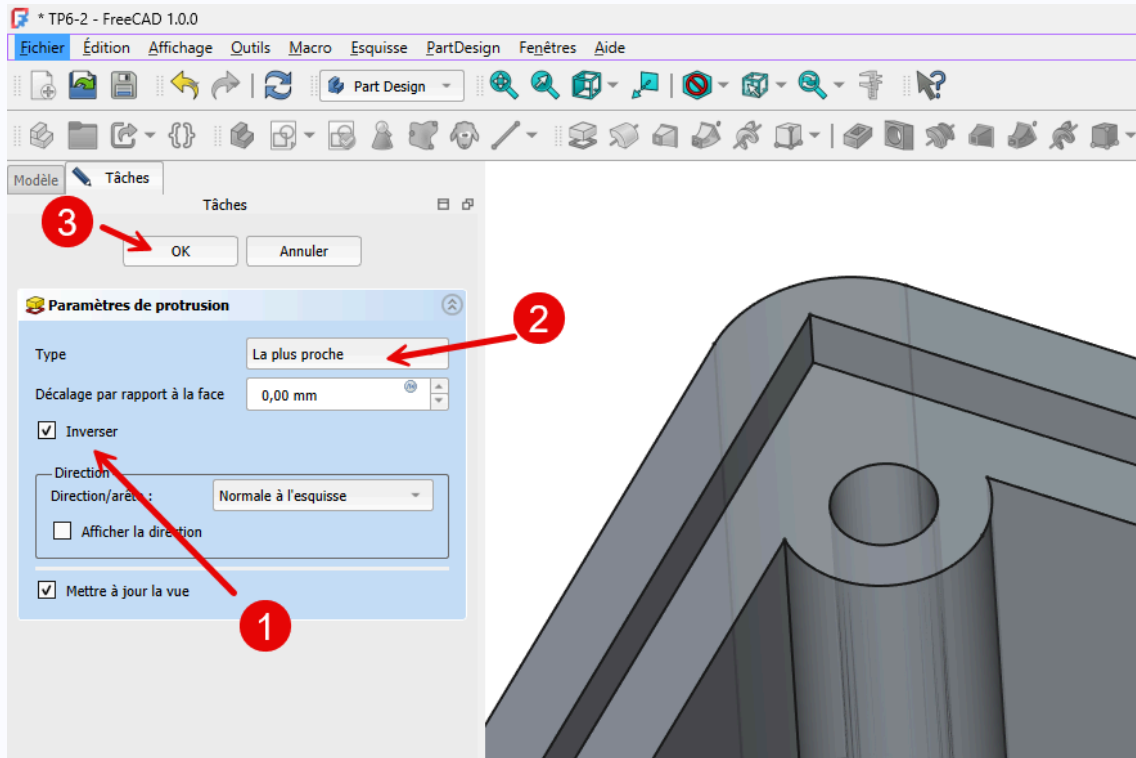 * TP6-2 - FreeCAD 1.0.0
Fichier Édition Affichage Outils Macro Esquisse PartDesign Fenêtres Aide
Part Design
Modèle Tâches
Tâches
3
OK Annuler
Paramètres de protrusion
2
Type La plus proche
Décalage par rapport à la face 0,00 mm
Inverser
Direction
Direction/arête : Normale à l'esquisse
Afficher la direction
Mettre à jour la vue
1